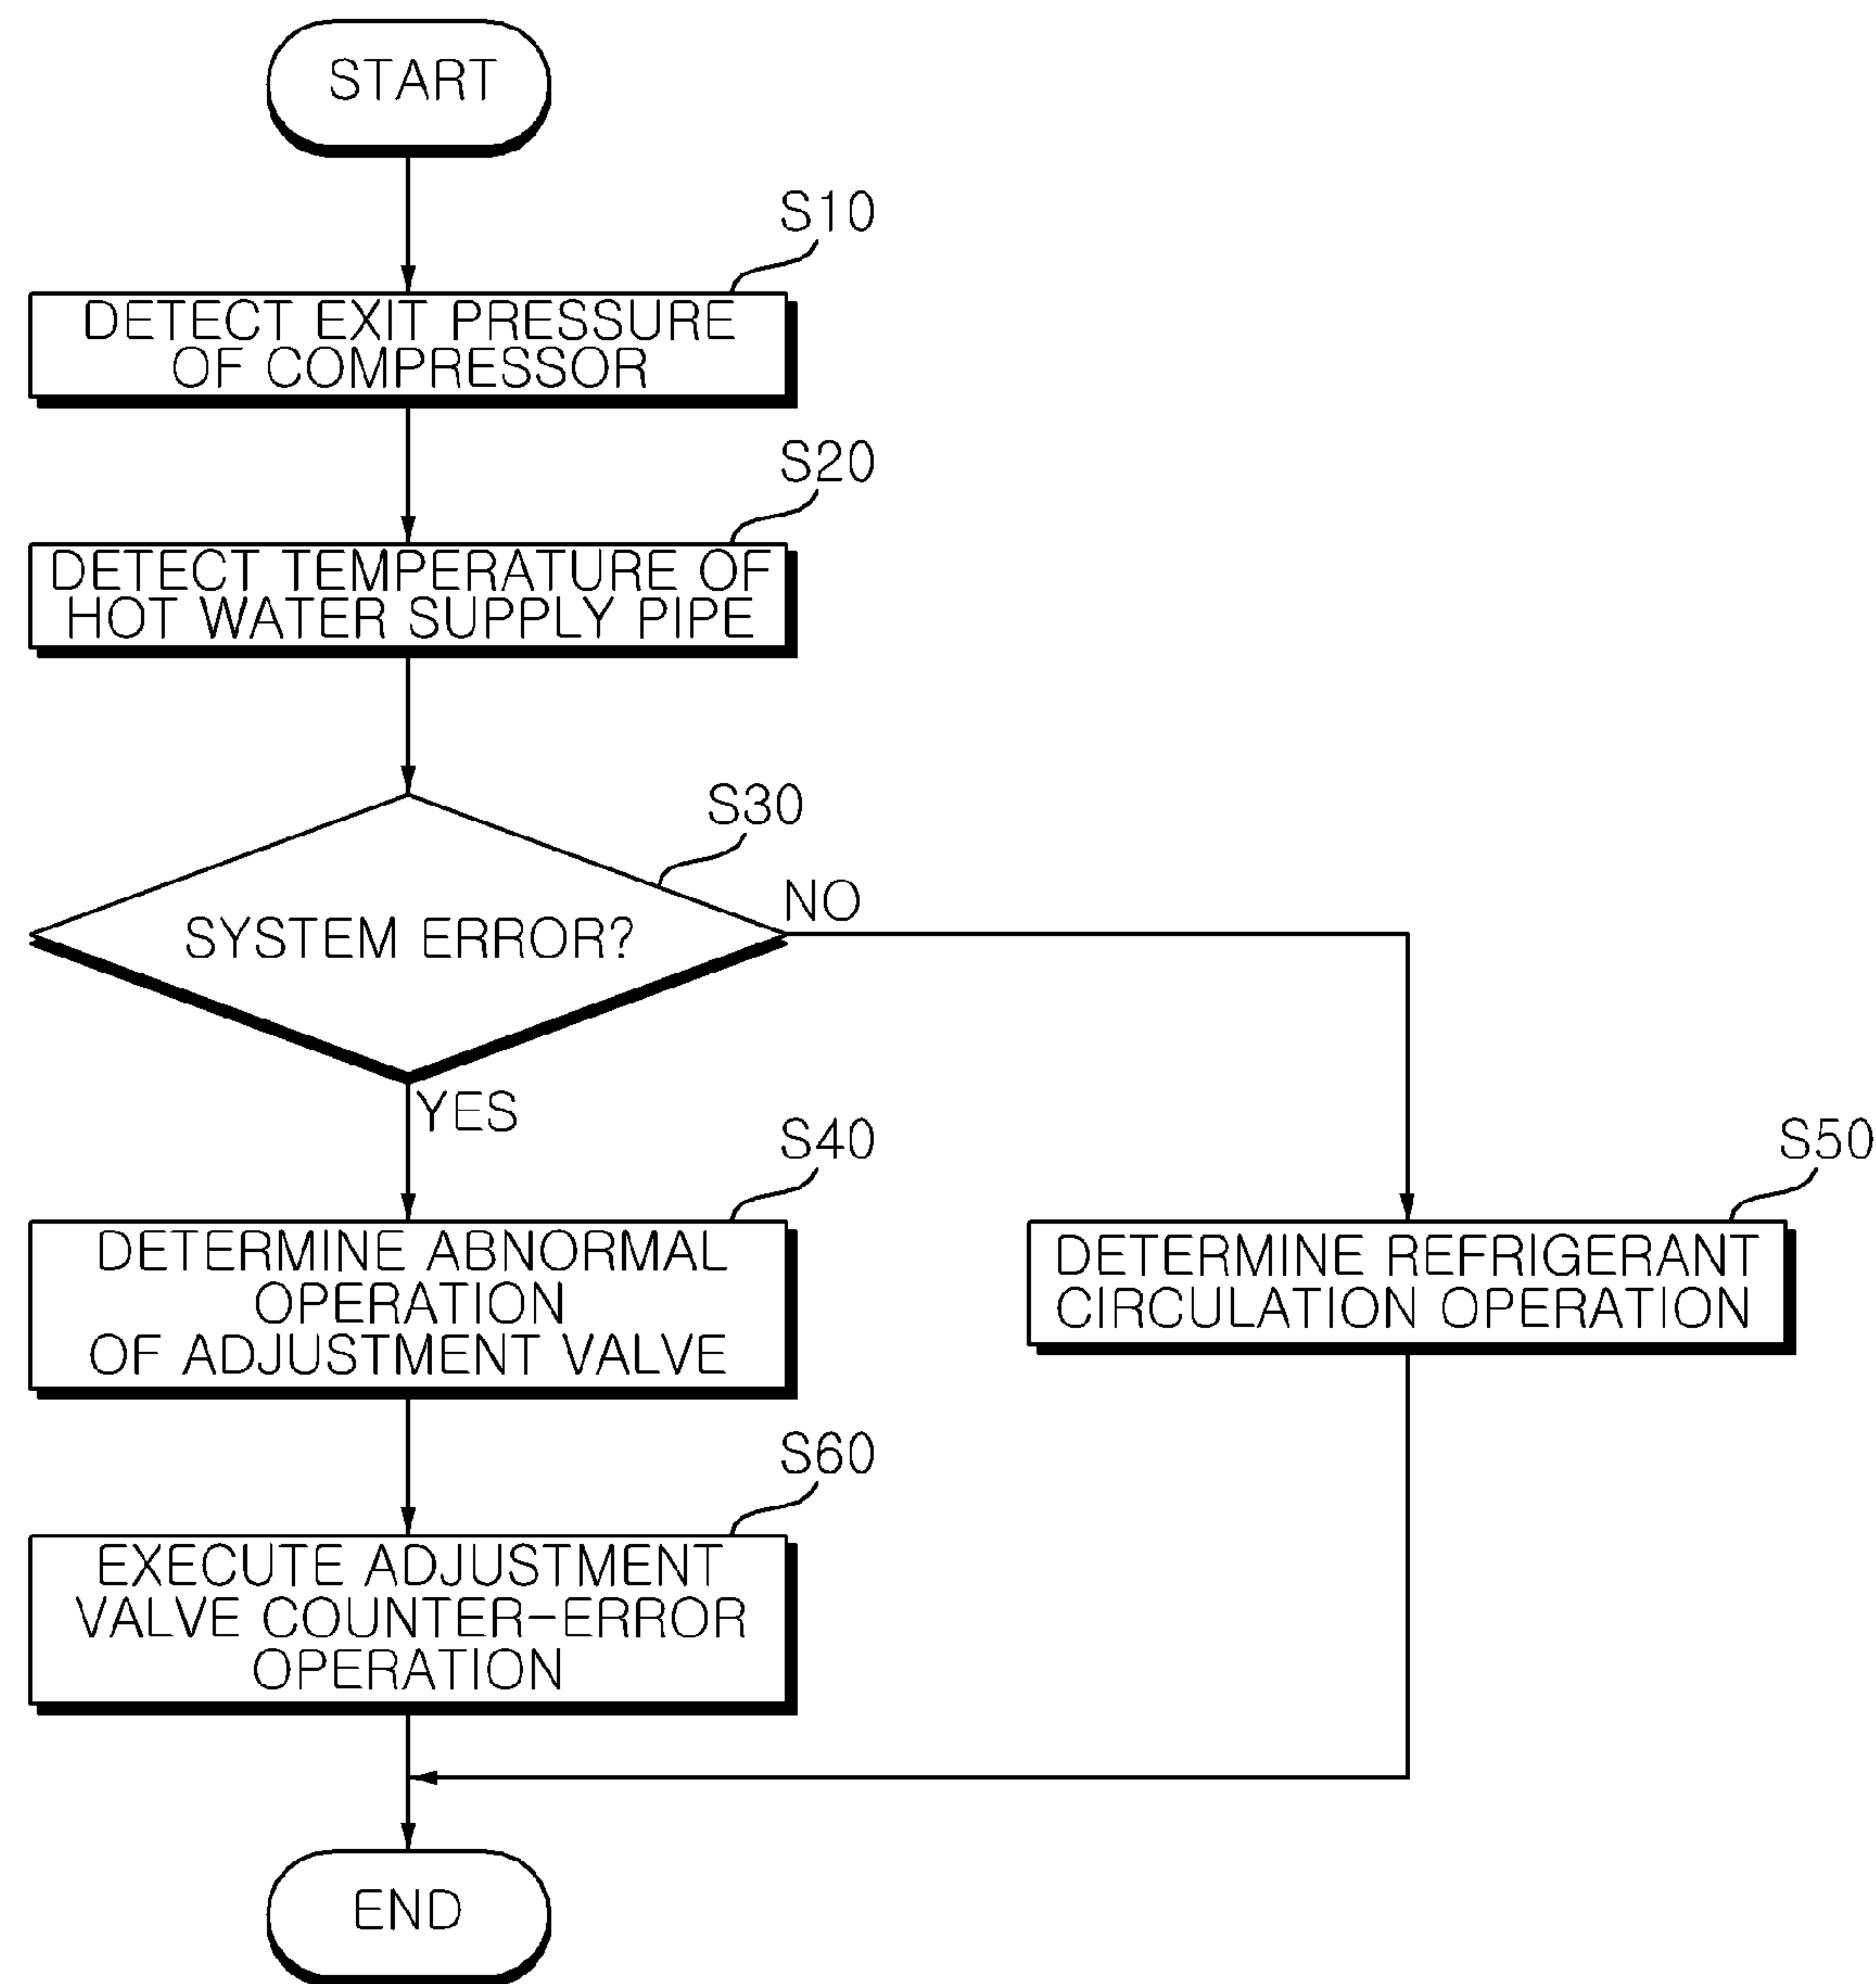 START
S10
DETECT EXIT PRESSURE
OF COMPRESSOR
S20
DETECT TEMPERATURE OF
HOT WATER SUPPLY PIPE
S30
NO
SYSTEM ERROR?
YES
S40
S50
DETERMINE ABNORMAL
OPERATION
OF ADJUSTMENT VALVE
DETERMINE REFRIGERANT
CIRCULATION OPERATION
S60
EXECUTE ADJUSTMENT
VALVE COUNTER-ERROR
OPERATION
END